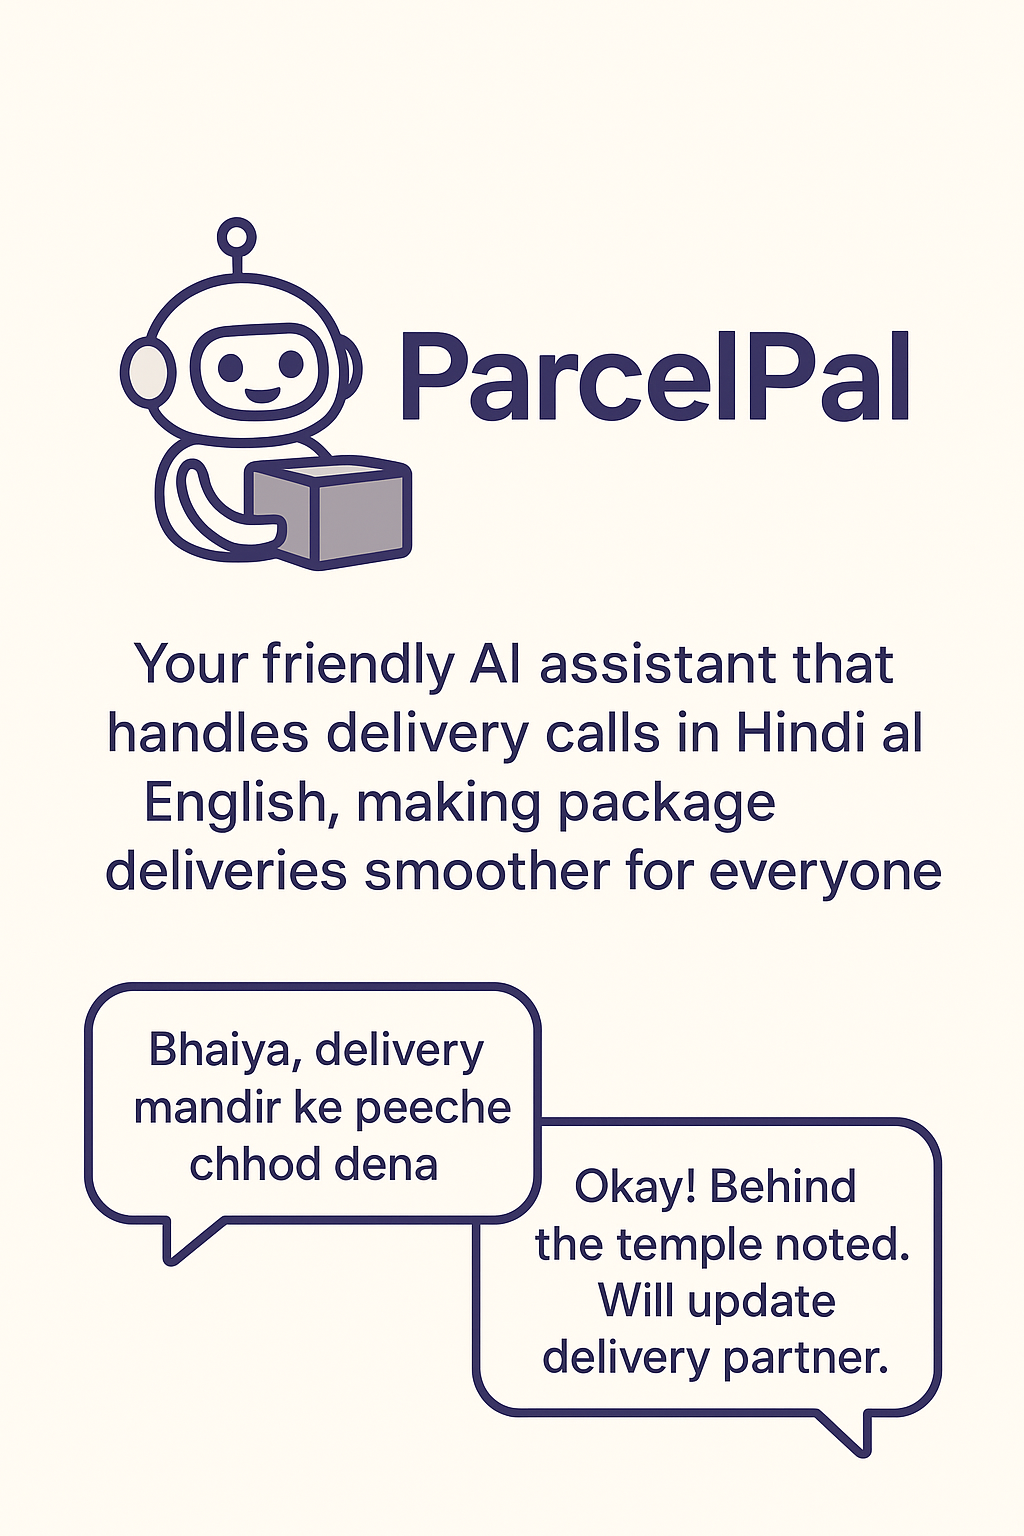 ParcelPal
Your friendly AI assistant that
handles delivery calls in Hindi al
English, making package
deliveries smoother for everyone
Bhaiya, delivery
mandir ke peeche
chhod dena
Okay! Behind
the temple noted.
Will update
delivery partner.